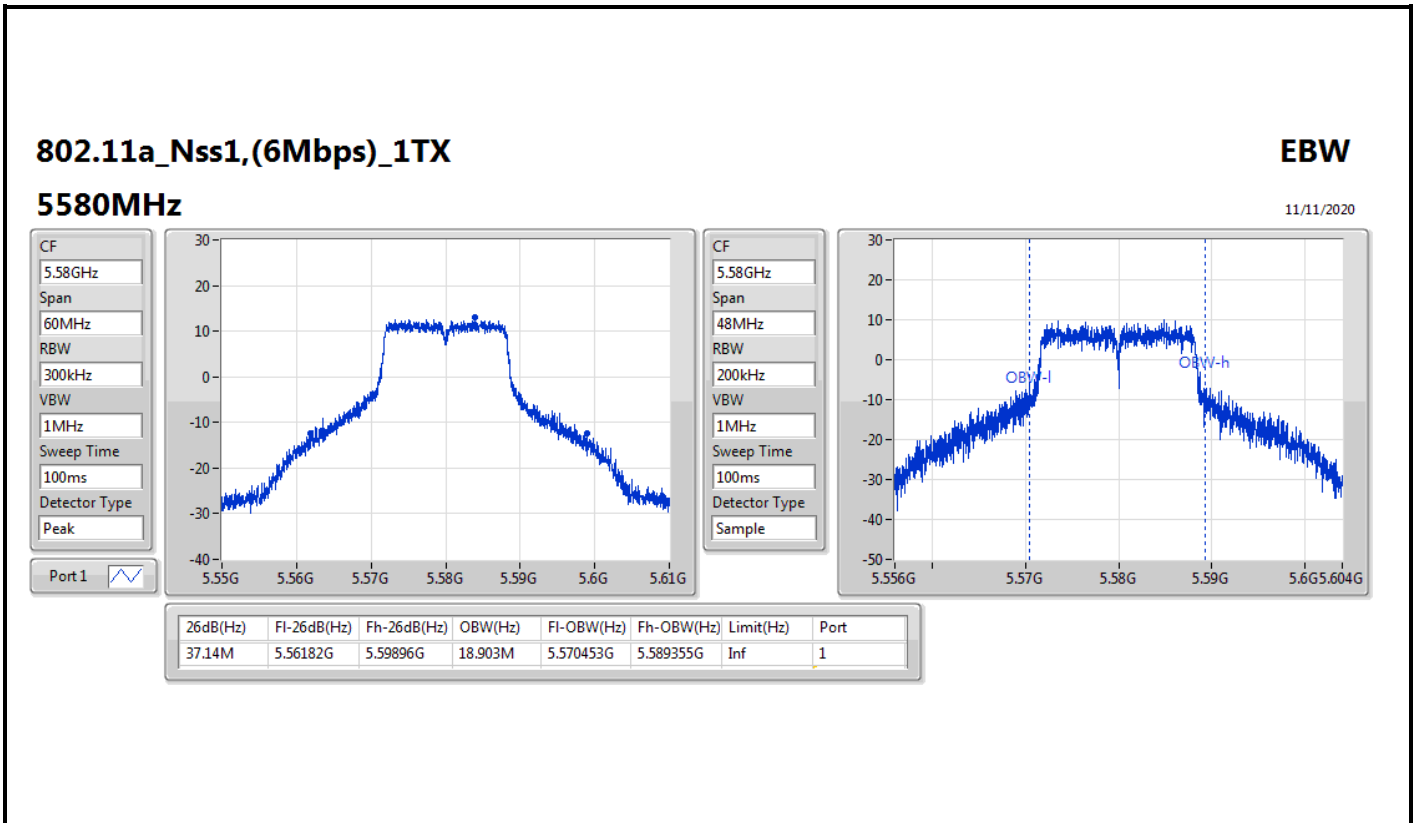 802.11a_Nss1,(6Mbps)_1TX
EBW
5580MHz
11/11/2020
CF
5.58GHz
Span
60MHz
RBW
300kHz
VBW
1MHz
Sweep Time
100ms
Detector Type
Peak
Port 1
30
20
10
0
-10
-20
-30
-40
5.55G 5.56G 5.57G 5.58G 5.59G 5.6G 5.61G
CF
5.58GHz
Span
48MHz
RBW
200kHz
VBW
1MHz
Sweep Time
100ms
Detector Type
Sample
30
20
10
0
-10
-20
-30
-40
-50
OBW-l
OBW-h
5.556G 5.57G 5.58G 5.59G 5.6G 5.604G
26dB(Hz) Fl-26dB(Hz) Fh-26dB(Hz) OBW(Hz) Fl-OBW(Hz) Fh-OBW(Hz) Limit(Hz) Port
37.14M 5.56182G 5.59896G 18.903M 5.570453G 5.589355G Inf 1